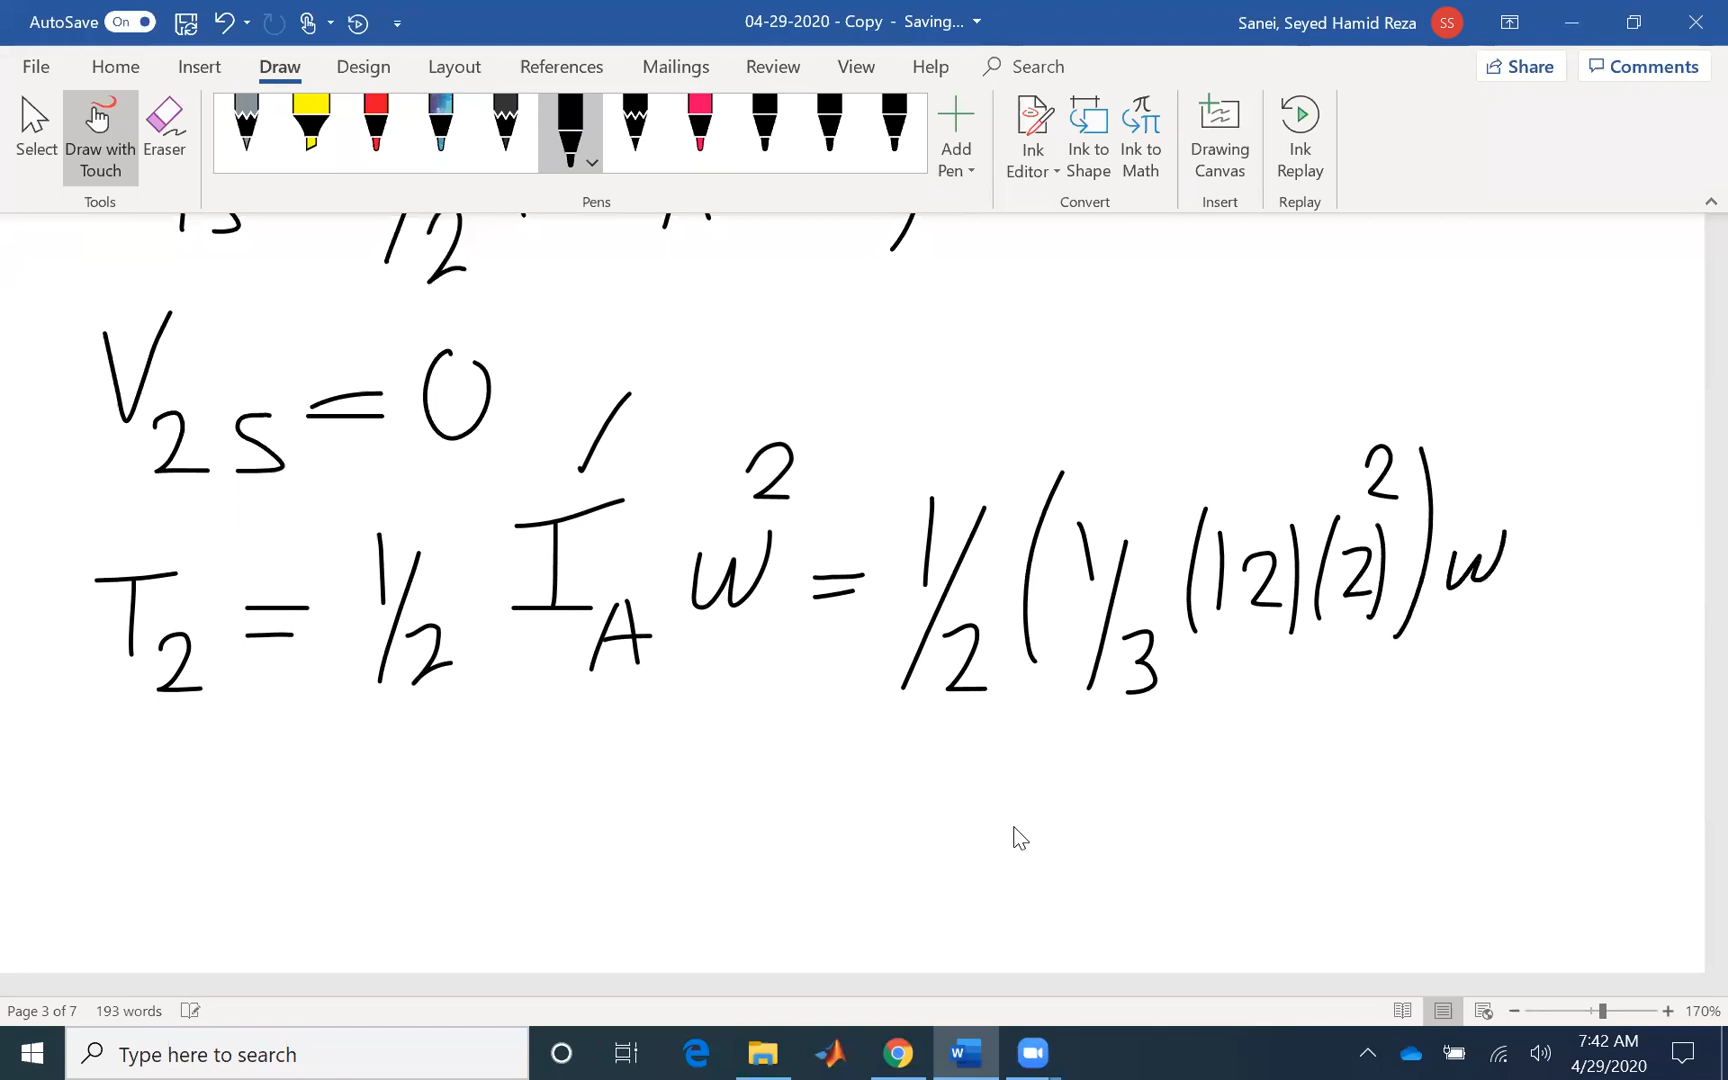 AutoSave On 04-29-2020 - Copy - Saving... Sanei, Seyed Hamid Reza SS
File Home Insert Draw Design Layout References Mailings Review View Help Search Share Comments
Select Draw with Touch Eraser Add Pen Ink Editor Ink to Shape Ink to Math Drawing Canvas Ink Replay
Tools Pens Convert Insert Replay
V₂S = 0
T₂ = 1/2 I_A w² = 1/2 (1/3 (12)(2)²) w
Page 3 of 7 193 words 170%
Type here to search 7:42 AM
4/29/2020